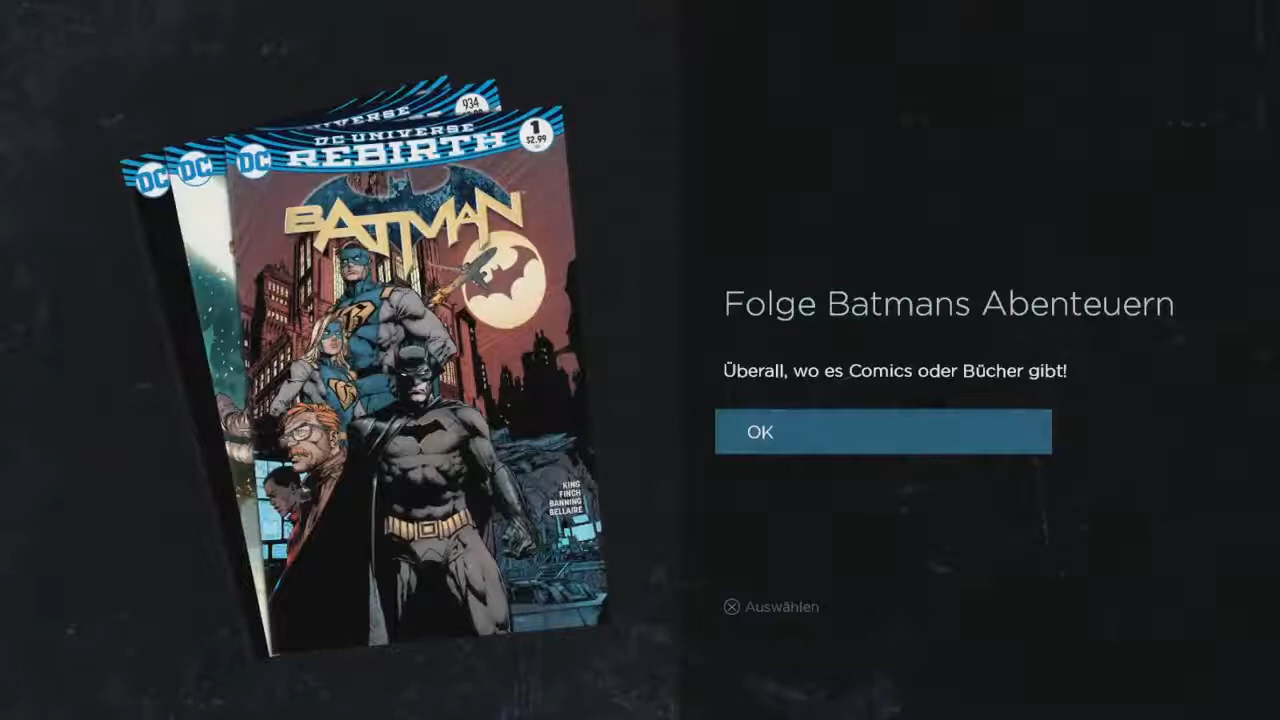 934
DC
DC
DC
DC UNIVERSE
REBIRTH
1
$2.99
BATMAN
KING
FINCH
BANNING
BELLAIRE
Folge Batmans Abenteuern
Überall, wo es Comics oder Bücher gibt!
OK
Auswählen